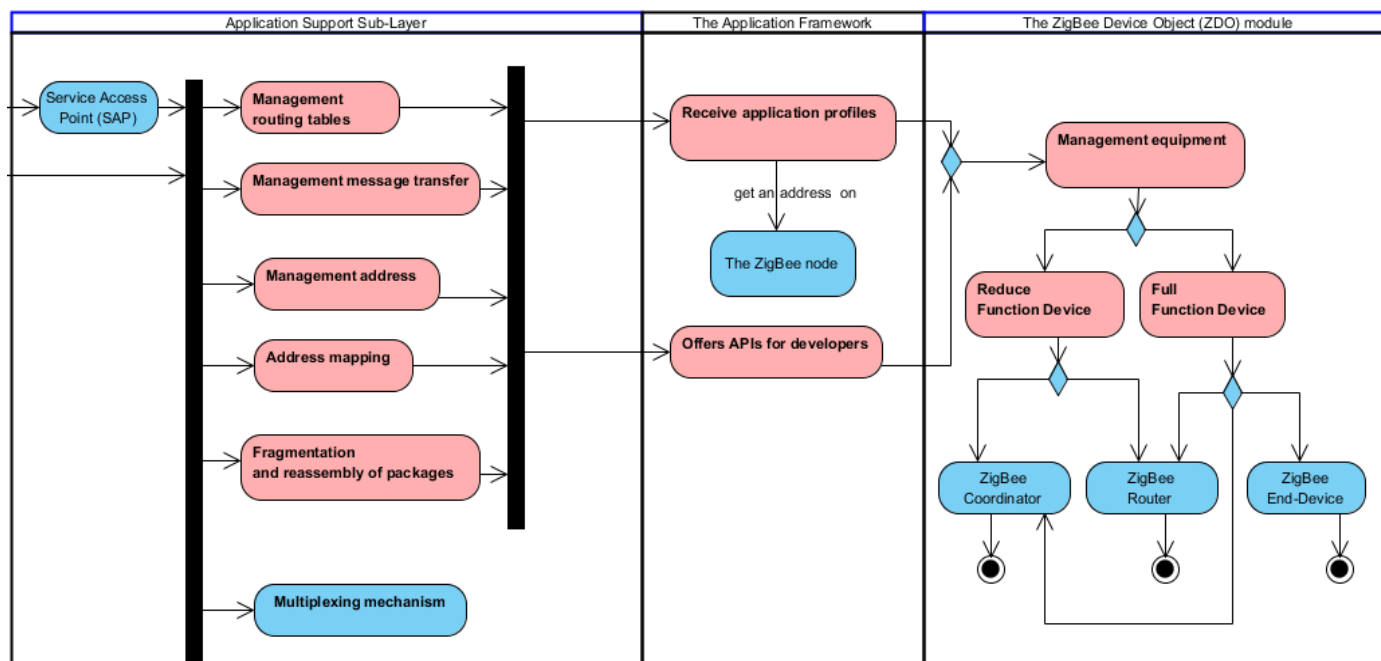 Application Support Sub-Layer
The Application Framework
The ZigBee Device Object (ZDO) module
Service Access
Point (SAP)
Management
routing tables
Management message transfer
Management address
Address mapping
Fragmentation
and reassembly of packages
Multiplexing mechanism
Receive application profiles
get an address on
The ZigBee node
Offers APIs for developers
Management equipment
Reduce
Function Device
Full
Function Device
ZigBee
Coordinator
ZigBee
Router
ZigBee
End-Device